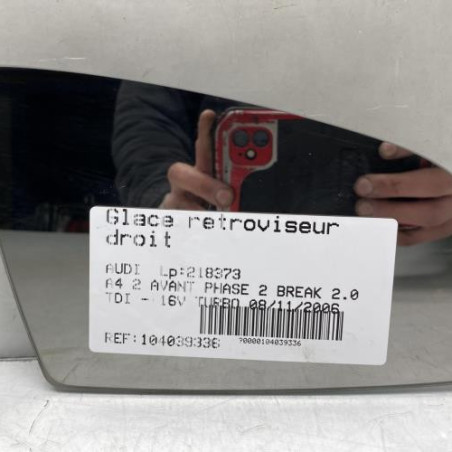 Glace retroviseur
droit
AUDI Lp:218373
A4 2 AVANT PHASE 2 BREAK 2.0
TDI - 16V TURBO 08/11/2006
REF:104039336
?0000104039336